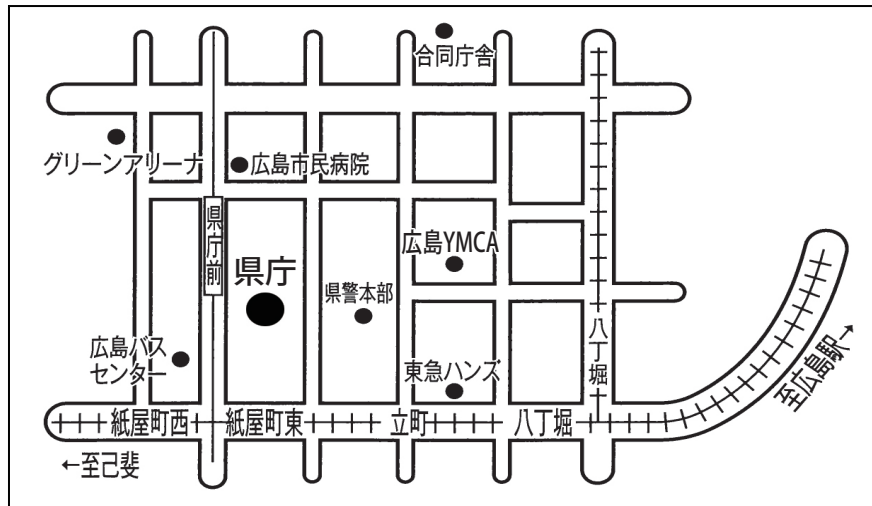 合同庁舎
グリーンアリーナ
広島市民病院
県庁前
広島YMCA
県庁
県警本部
広島バス
センター
東急ハンズ
八丁堀
至広島駅→
紙屋町西
紙屋町東
立町
八丁堀
←至己斐